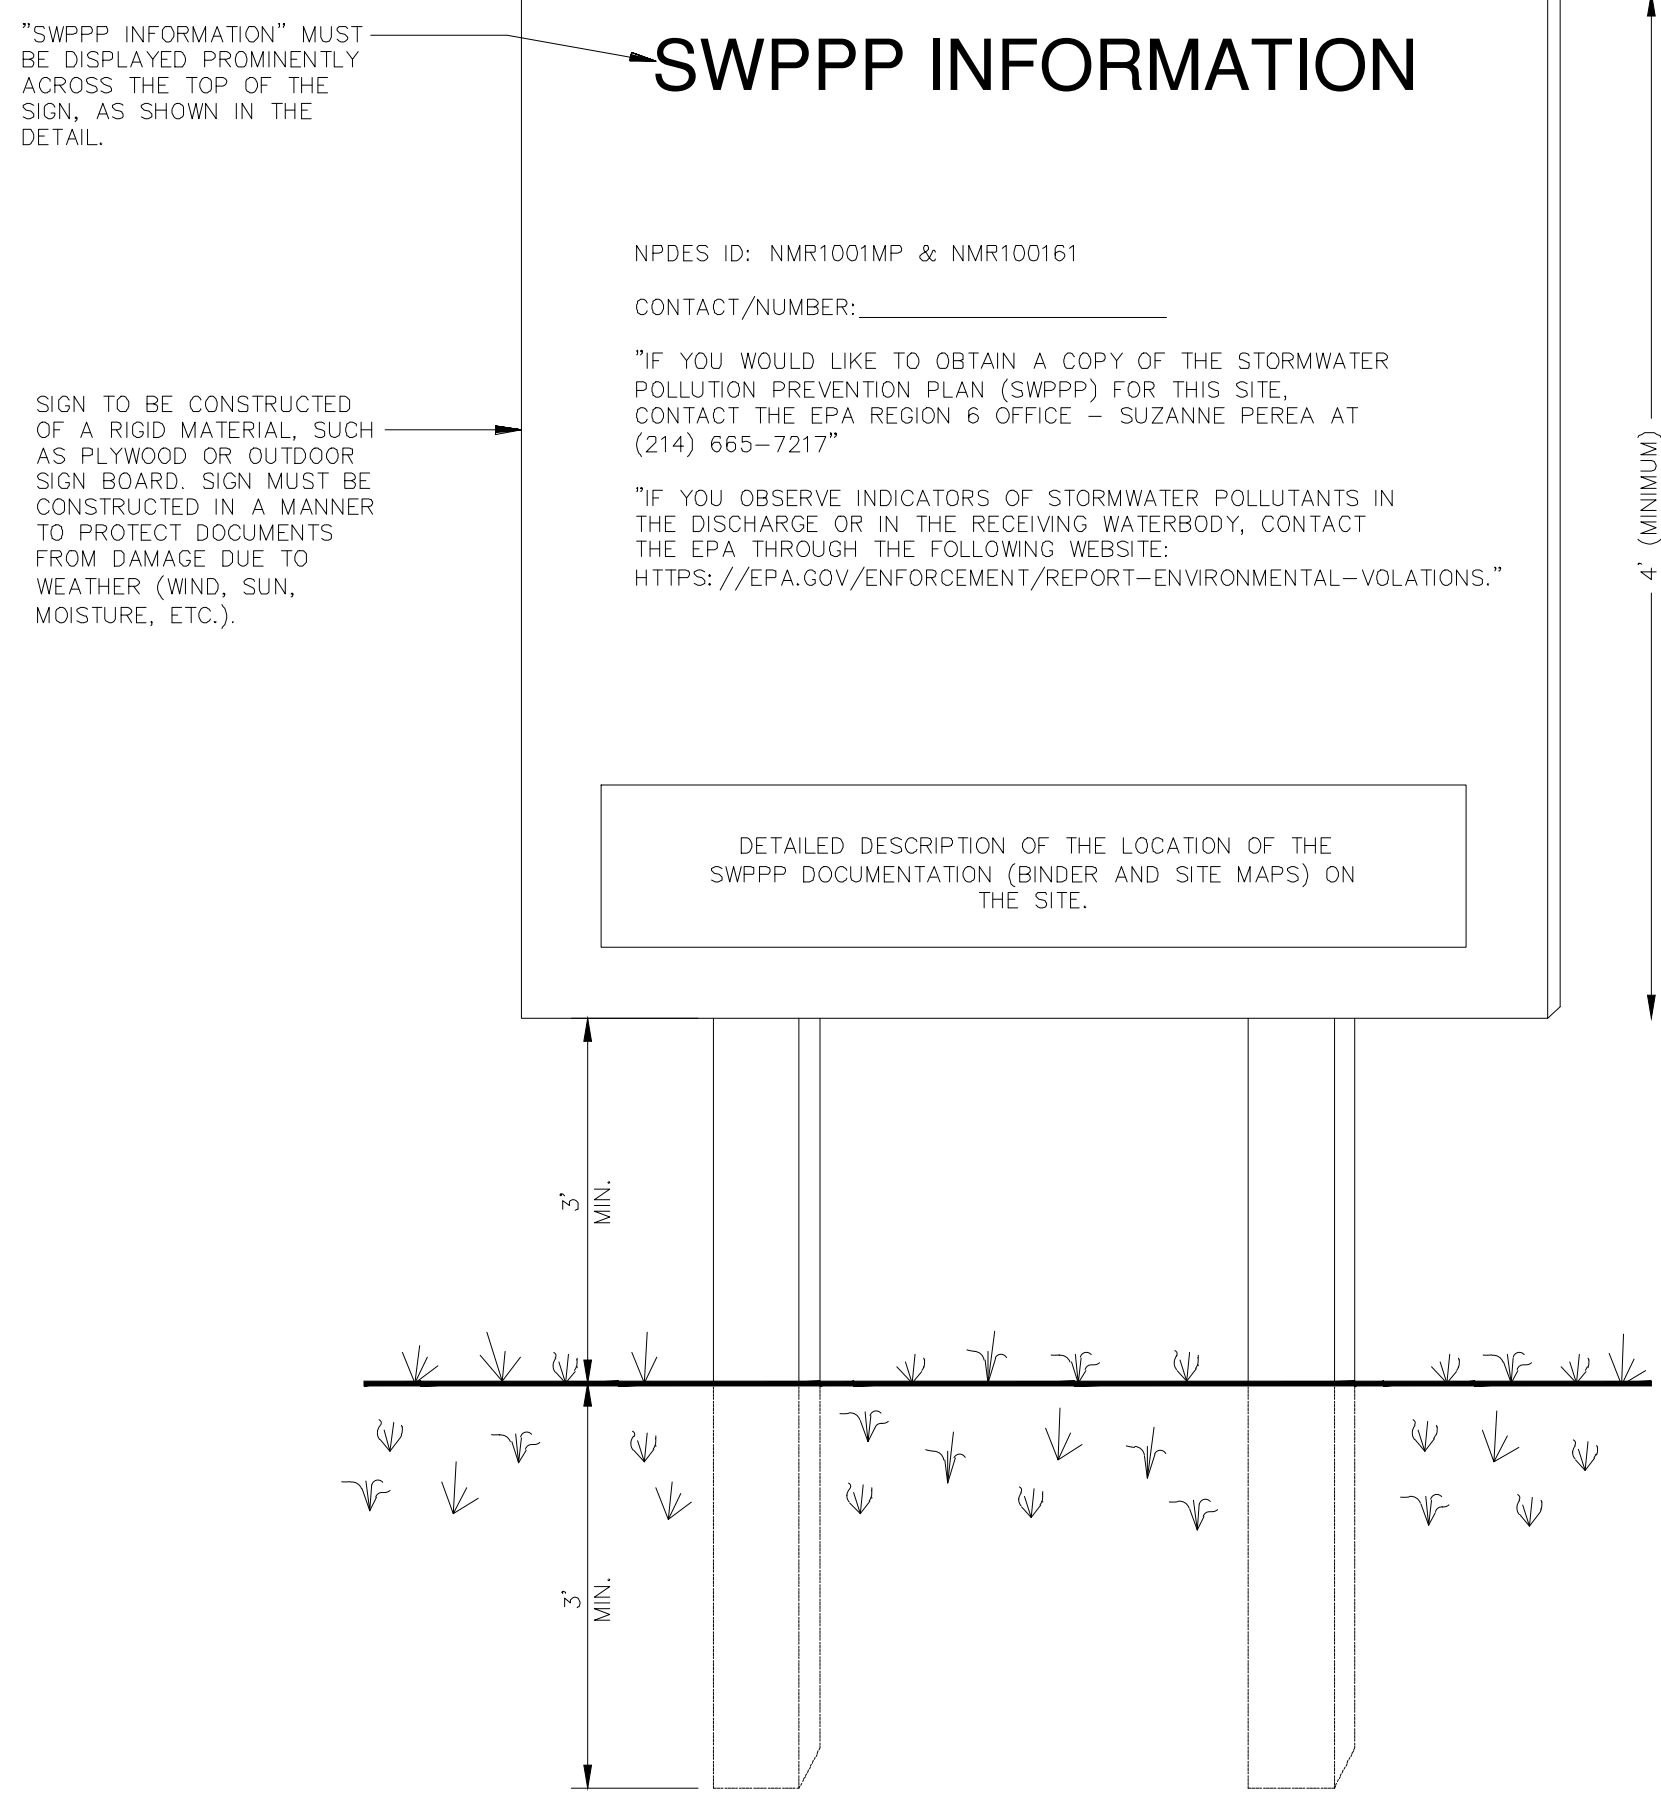 "SWPPP INFORMATION" MUST
BE DISPLAYED PROMINENTLY
ACROSS THE TOP OF THE
SIGN, AS SHOWN IN THE
DETAIL.
SWPPP INFORMATION
NPDES ID: NMR1001MP & NMR100161
CONTACT/NUMBER:
"IF YOU WOULD LIKE TO OBTAIN A COPY OF THE STORMWATER
POLLUTION PREVENTION PLAN (SWPPP) FOR THIS SITE,
CONTACT THE EPA REGION 6 OFFICE – SUZANNE PEREA AT
(214) 665–7217"
"IF YOU OBSERVE INDICATORS OF STORMWATER POLLUTANTS IN
THE DISCHARGE OR IN THE RECEIVING WATERBODY, CONTACT
THE EPA THROUGH THE FOLLOWING WEBSITE:
HTTPS://EPA.GOV/ENFORCEMENT/REPORT–ENVIRONMENTAL–VOLATIONS."
SIGN TO BE CONSTRUCTED
OF A RIGID MATERIAL, SUCH
AS PLYWOOD OR OUTDOOR
SIGN BOARD. SIGN MUST BE
CONSTRUCTED IN A MANNER
TO PROTECT DOCUMENTS
FROM DAMAGE DUE TO
WEATHER (WIND, SUN,
MOISTURE, ETC.).
4' (MINIMUM)
DETAILED DESCRIPTION OF THE LOCATION OF THE
SWPPP DOCUMENTATION (BINDER AND SITE MAPS) ON
THE SITE.
3'
MIN.
3'
MIN.